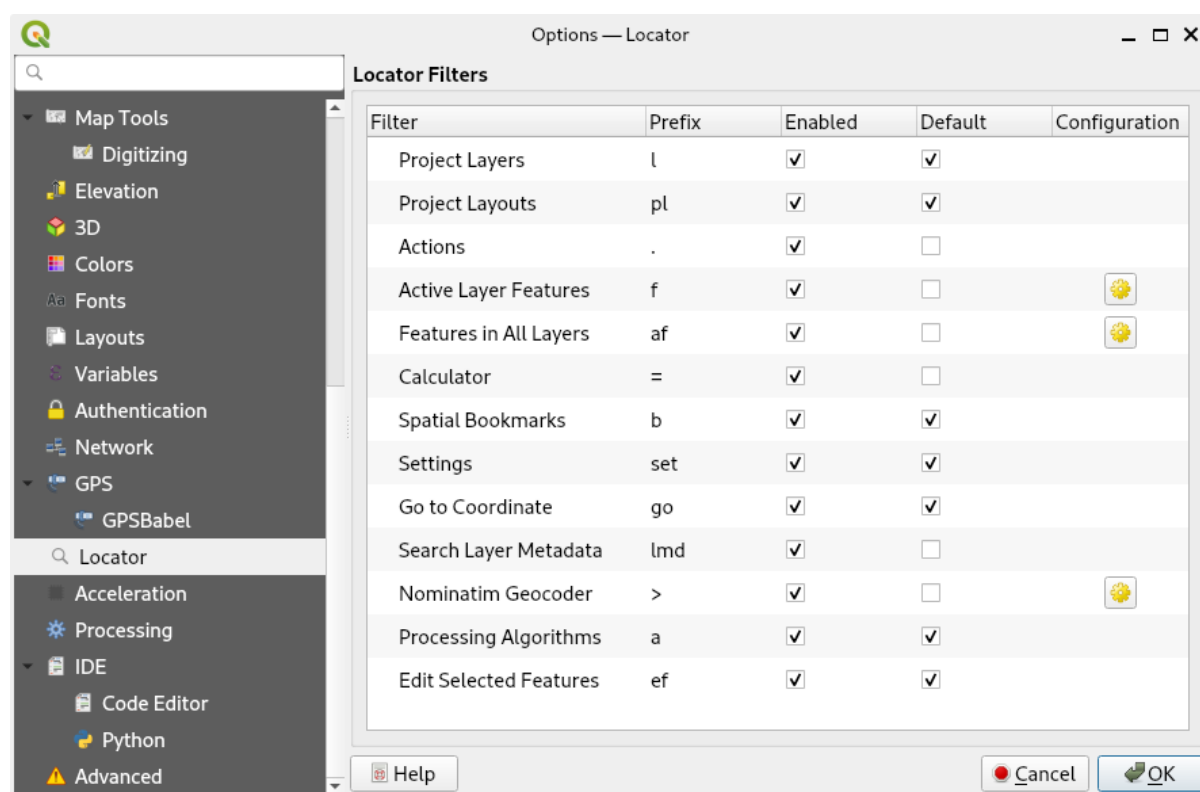 Options — Locator
Locator Filters
Map Tools
Digitizing
Elevation
3D
Colors
Aa Fonts
Layouts
ε Variables
Authentication
Network
GPS
GPSBabel
Locator
Acceleration
Processing
IDE
Code Editor
Python
Advanced
Filter Prefix Enabled Default Configuration
Project Layers l
Project Layouts pl
Actions .
Active Layer Features f
Features in All Layers af
Calculator =
Spatial Bookmarks b
Settings set
Go to Coordinate go
Search Layer Metadata lmd
Nominatim Geocoder >
Processing Algorithms a
Edit Selected Features ef
Help Cancel OK